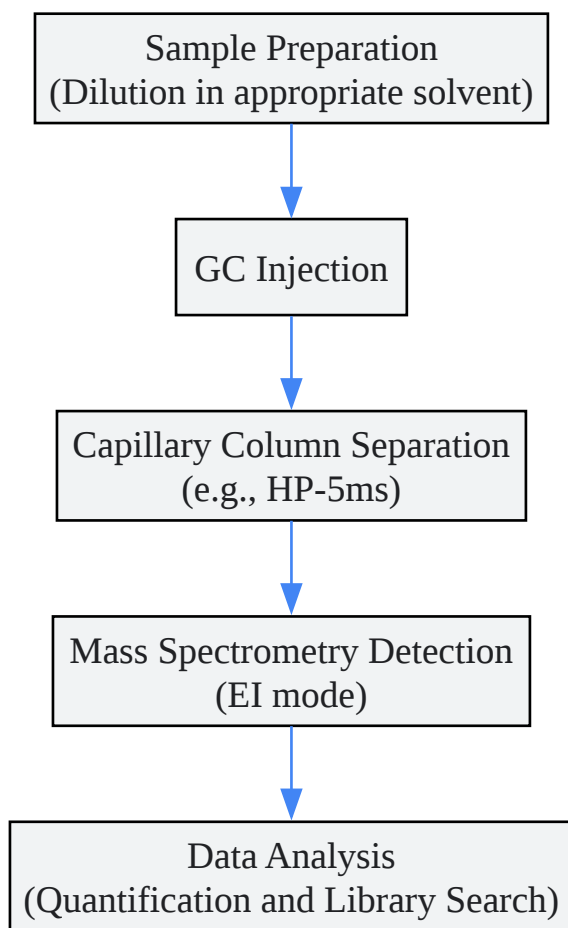 Sample Preparation
(Dilution in appropriate solvent)
GC Injection
Capillary Column Separation
(e.g., HP-5ms)
Mass Spectrometry Detection
(EI mode)
Data Analysis
(Quantification and Library Search)